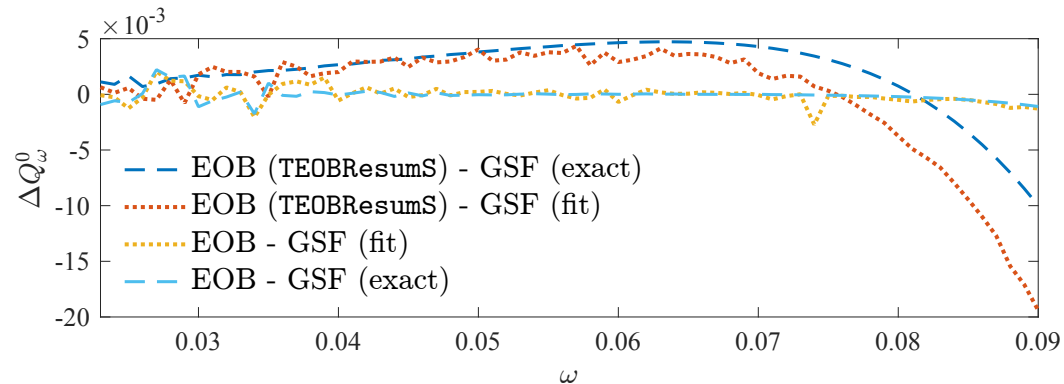 ×10⁻³
5
0
-5
-10
-15
-20
ΔQ⁰_ω
EOB (TEOBResumS) - GSF (exact)
EOB (TEOBResumS) - GSF (fit)
EOB - GSF (fit)
EOB - GSF (exact)
0.03 0.04 0.05 0.06 0.07 0.08 0.09
ω